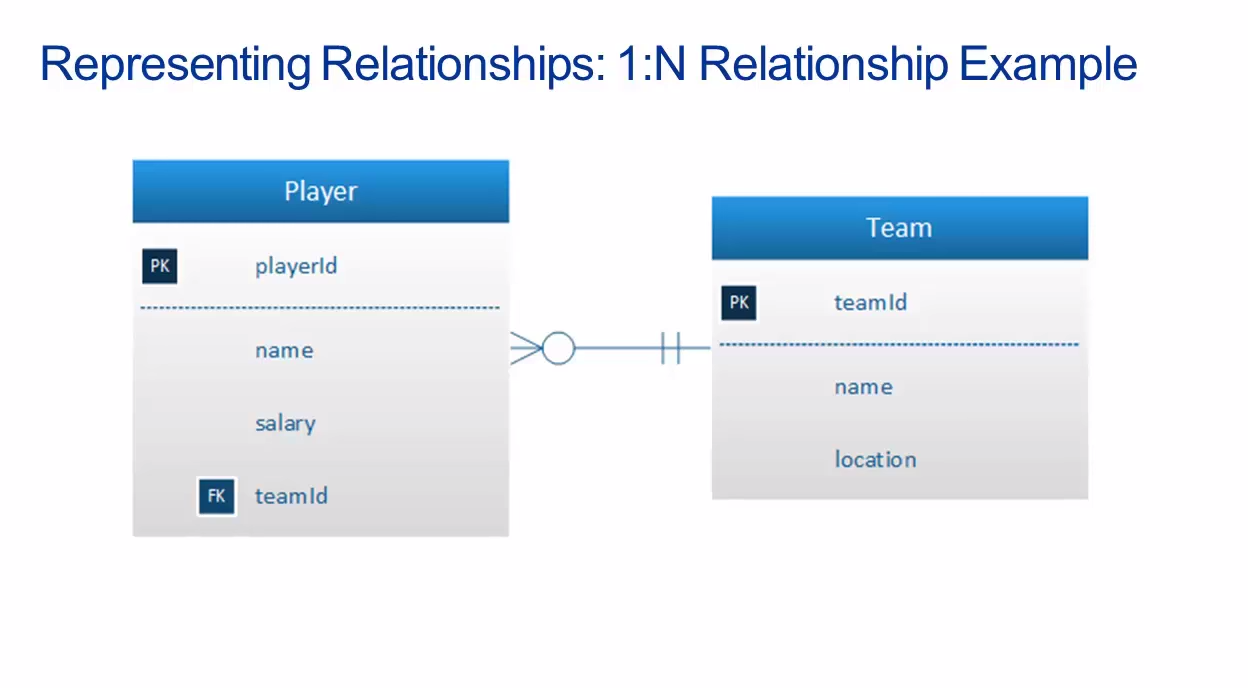 Representing Relationships: 1:N Relationship Example
Player
PK playerId
name
salary
FK teamId
Team
PK teamId
name
location